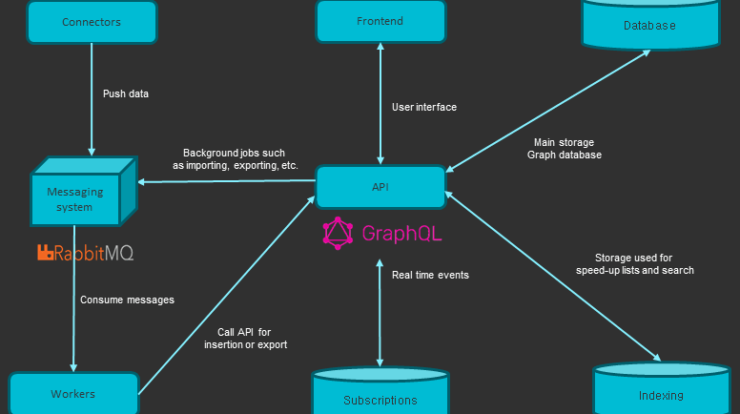 Connectors
Frontend
Database
Push data
User interface
Main storage
Graph database
Background jobs such
as importing, exporting, etc.
Messaging
system
API
RabbitMQ
GraphQL
Storage used for
speed-up lists and search
Real time events
Consume messages
Call API for
insertion or export
Workers
Subscriptions
Indexing